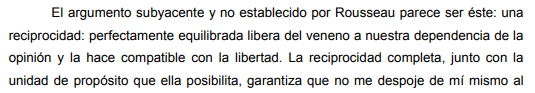 El argumento subyacente y no establecido por Rousseau parece ser éste: una
reciprocidad: perfectamente equilibrada libera del veneno a nuestra dependencia de la
opinión y la hace compatible con la libertad. La reciprocidad completa, junto con la
unidad de propósito que ella posibilita, garantiza que no me despoje de mí mismo al